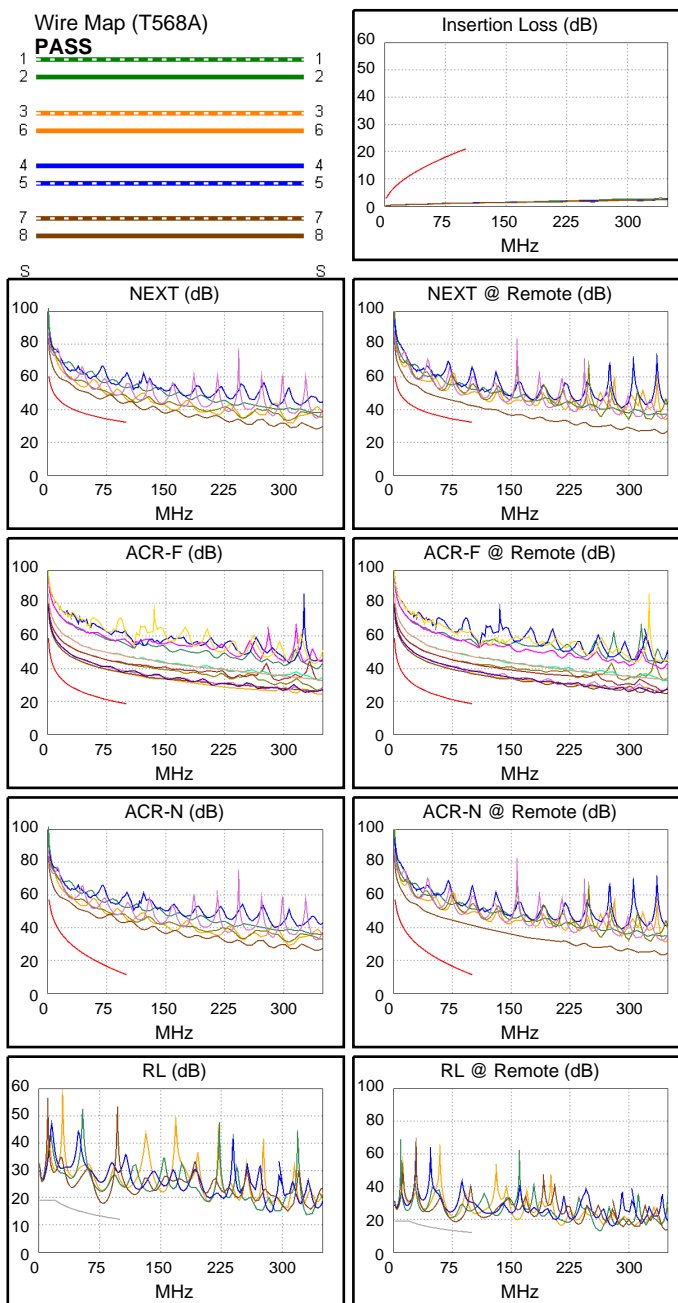 Wire Map (T568A)
PASS
1 1
2 2
3 3
6 6
4 4
5 5
7 7
8 8
S S
Insertion Loss (dB)
60
50
40
30
20
10
0
0 75 150 225 300
MHz
NEXT (dB)
100
80
60
40
20
0
0 75 150 225 300
MHz
NEXT @ Remote (dB)
100
80
60
40
20
0
0 75 150 225 300
MHz
ACR-F (dB)
100
80
60
40
20
0
0 75 150 225 300
MHz
ACR-F @ Remote (dB)
100
80
60
40
20
0
0 75 150 225 300
MHz
ACR-N (dB)
100
80
60
40
20
0
0 75 150 225 300
MHz
ACR-N @ Remote (dB)
100
80
60
40
20
0
0 75 150 225 300
MHz
RL (dB)
60
50
40
30
20
10
0
0 75 150 225 300
MHz
RL @ Remote (dB)
100
80
60
40
20
0
0 75 150 225 300
MHz